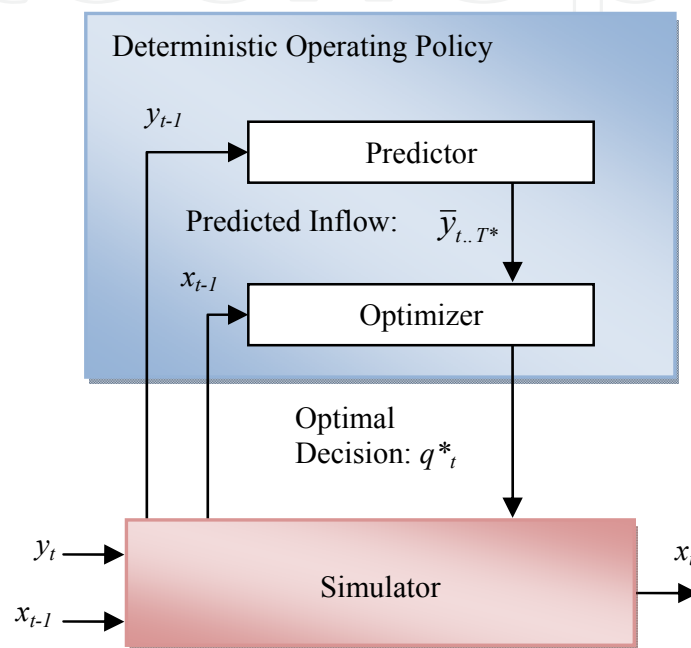 Deterministic Operating Policy
y_{t-1}
Predictor
Predicted Inflow: ȳ_{t..T*}
x_{t-1}
Optimizer
Optimal
Decision: q*_t
y_t
x_t
Simulator
x_{t-1}